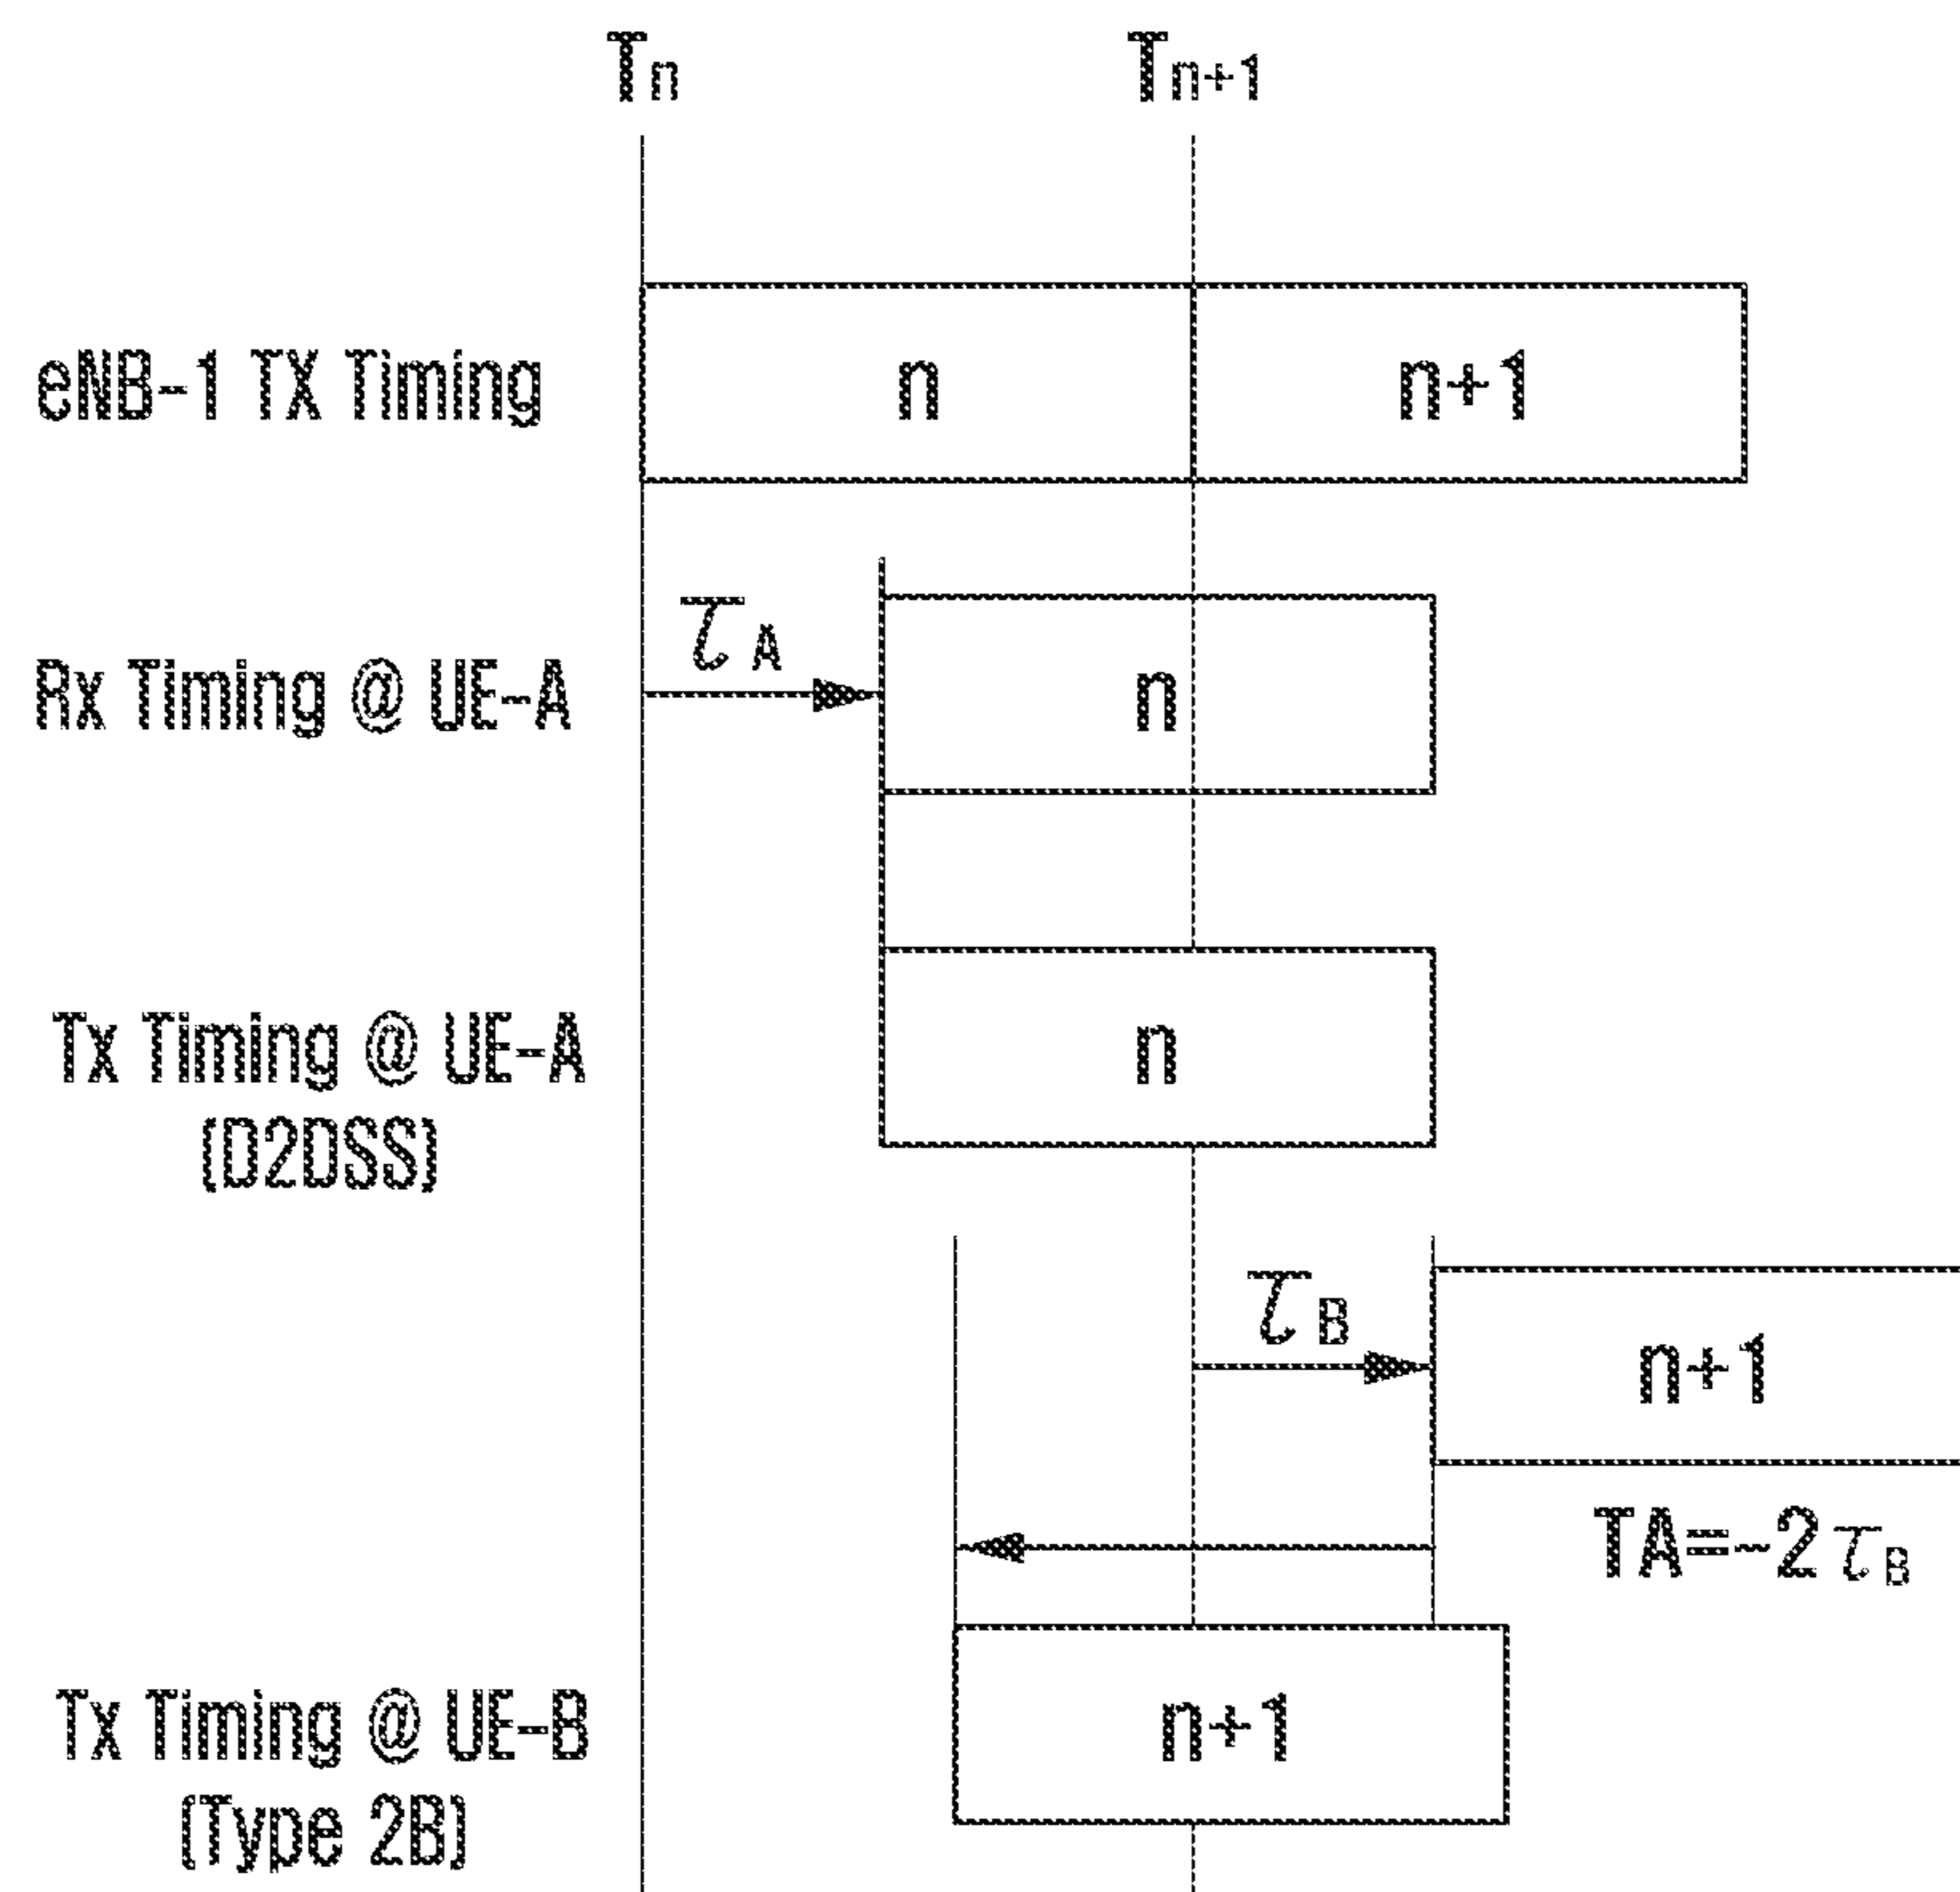 Tn Tn+1
eNB-1 TX Timing n n+1
τA
Rx Timing @ UE-A n
Tx Timing @ UE-A n
(D2DSS)
τB
n+1
TA=-2τB
Tx Timing @ UE-B n+1
(Type 2B)